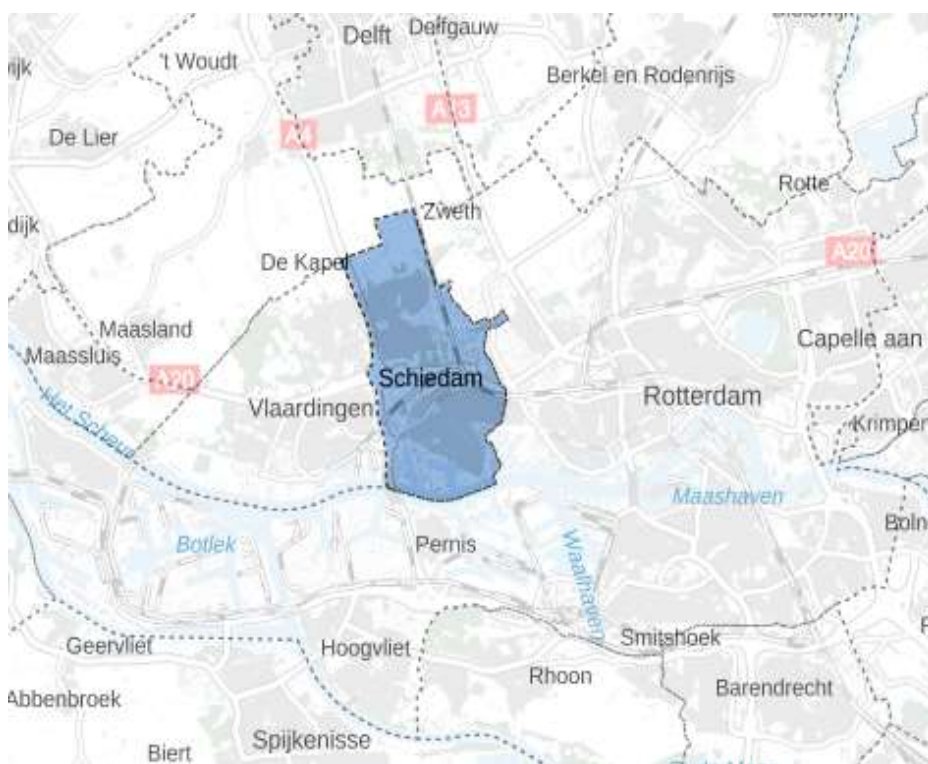 Delft
Delfgauw
't Woudt
Berkel en Rodenrijs
A13
A4
De Lier
Rotte
Zweth
dijk
A20
De Kapel
Maasland
Maassluis
Capelle aan
A20
Schiedam
Rotterdam
Vlaardingen
Het Scheur
Krimpen
Maashaven
Botlek
Pernis
Waalhaven
Geervliet
Hoogvliet
Smitshoek
Rhoon
Barendrecht
Abbenbroek
Spijkenisse
Biert